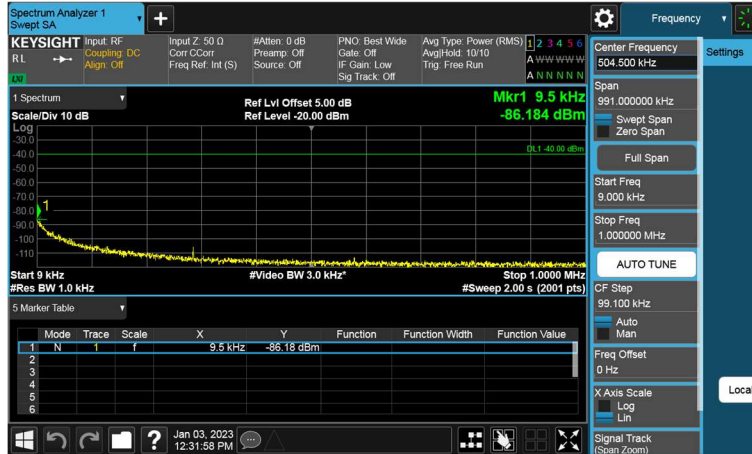 Spectrum Analyzer 1
Swept SA
+
Frequency
KEYSIGHT
RL
LXI
Input: RF
Coupling: DC
Align: Off
Input Z: 50 Ω
Corr CCorr
Freq Ref: Int (S)
#Atten: 0 dB
Preamp: Off
Source: Off
PNO: Best Wide
Gate: Off
IF Gain: Low
Sig Track: Off
Avg Type: Power (RMS)
Avg|Hold: 10/10
Trig: Free Run
1 2 3 4 5 6
A W W W W W
A N N N N N
1 Spectrum
Scale/Div 10 dB
Ref Lvl Offset 5.00 dB
Ref Level -20.00 dBm
Mkr1 9.5 kHz
-86.184 dBm
Log
-30.0
-40.0
-50.0
-60.0
-70.0
-80.0
-90.0
-100
-110
DL1 -40.00 dBm
1
Start 9 kHz
#Res BW 1.0 kHz
#Video BW 3.0 kHz*
Stop 1.0000 MHz
#Sweep 2.00 s (2001 pts)
5 Marker Table
Mode Trace Scale X Y Function Function Width Function Value
1 N 1 f 9.5 kHz -86.18 dBm
2
3
4
5
6
?
Jan 03, 2023
12:31:58 PM
Center Frequency
504.500 kHz
Settings
Span
991.000000 kHz
Swept Span
Zero Span
Full Span
Start Freq
9.000 kHz
Stop Freq
1.000000 MHz
AUTO TUNE
CF Step
99.100 kHz
Auto
Man
Freq Offset
0 Hz
X Axis Scale
Log
Lin
Local
Signal Track
(Span Zoom)